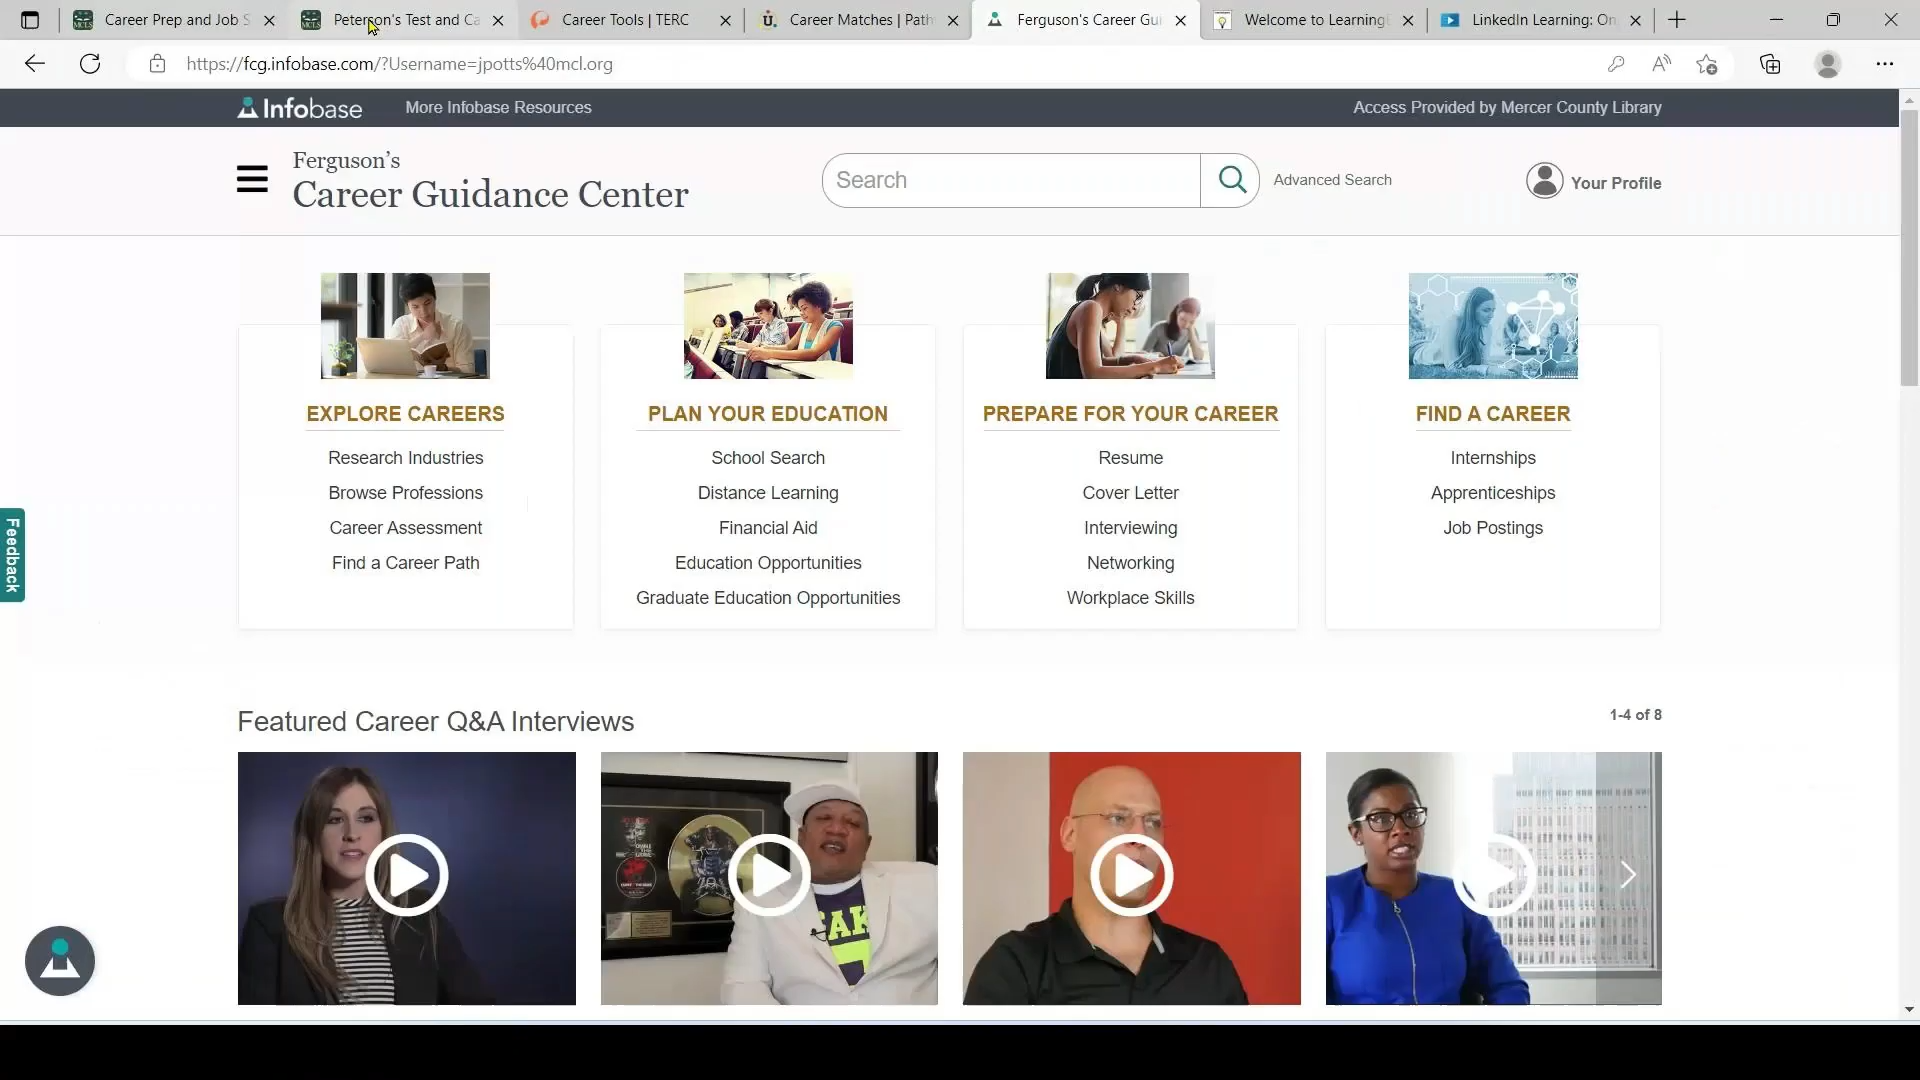 Career Prep and Job S
Peterson's Test and Ca
Career Tools | TERC
Career Matches | Path
Ferguson's Career Gui
Welcome to LearningE
LinkedIn Learning: On
https://fcg.infobase.com/?Username=jpotts%40mcl.org
Infobase
More Infobase Resources
Access Provided by Mercer County Library
Ferguson's
Career Guidance Center
Search
Advanced Search
Your Profile
EXPLORE CAREERS
Research Industries
Browse Professions
Career Assessment
Find a Career Path
PLAN YOUR EDUCATION
School Search
Distance Learning
Financial Aid
Education Opportunities
Graduate Education Opportunities
PREPARE FOR YOUR CAREER
Resume
Cover Letter
Interviewing
Networking
Workplace Skills
FIND A CAREER
Internships
Apprenticeships
Job Postings
Feedback
Featured Career Q&A Interviews
1-4 of 8